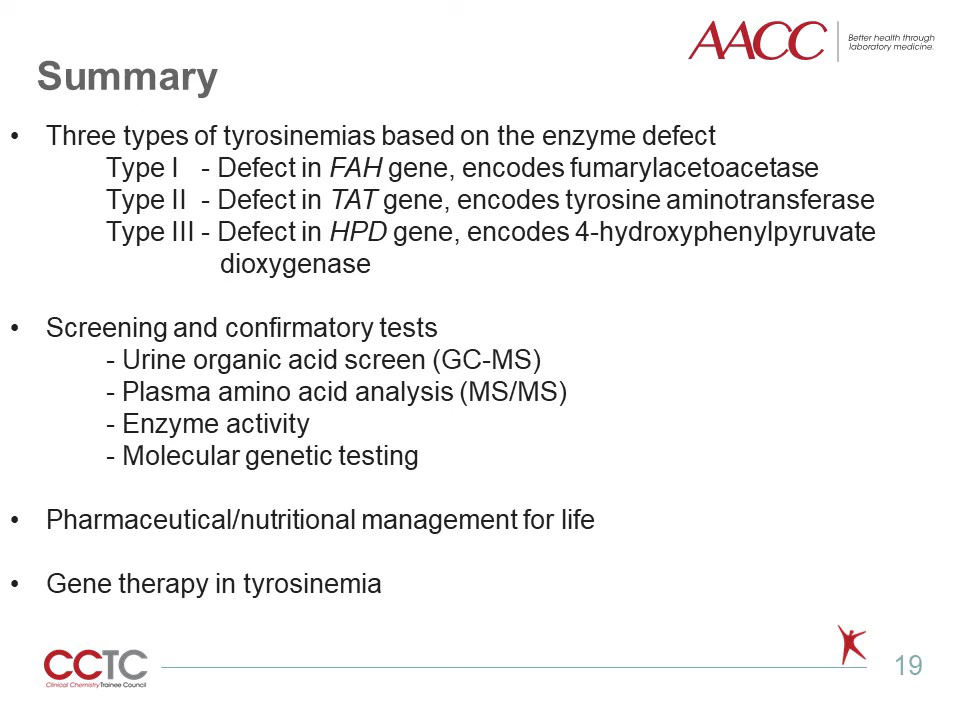 AACC
Better health through
laboratory medicine.
Summary
• Three types of tyrosinemias based on the enzyme defect
Type I - Defect in FAH gene, encodes fumarylacetoacetase
Type II - Defect in TAT gene, encodes tyrosine aminotransferase
Type III - Defect in HPD gene, encodes 4-hydroxyphenylpyruvate
dioxygenase
• Screening and confirmatory tests
- Urine organic acid screen (GC-MS)
- Plasma amino acid analysis (MS/MS)
- Enzyme activity
- Molecular genetic testing
• Pharmaceutical/nutritional management for life
• Gene therapy in tyrosinemia
CCTC
Clinical Chemistry Trainee Council
19